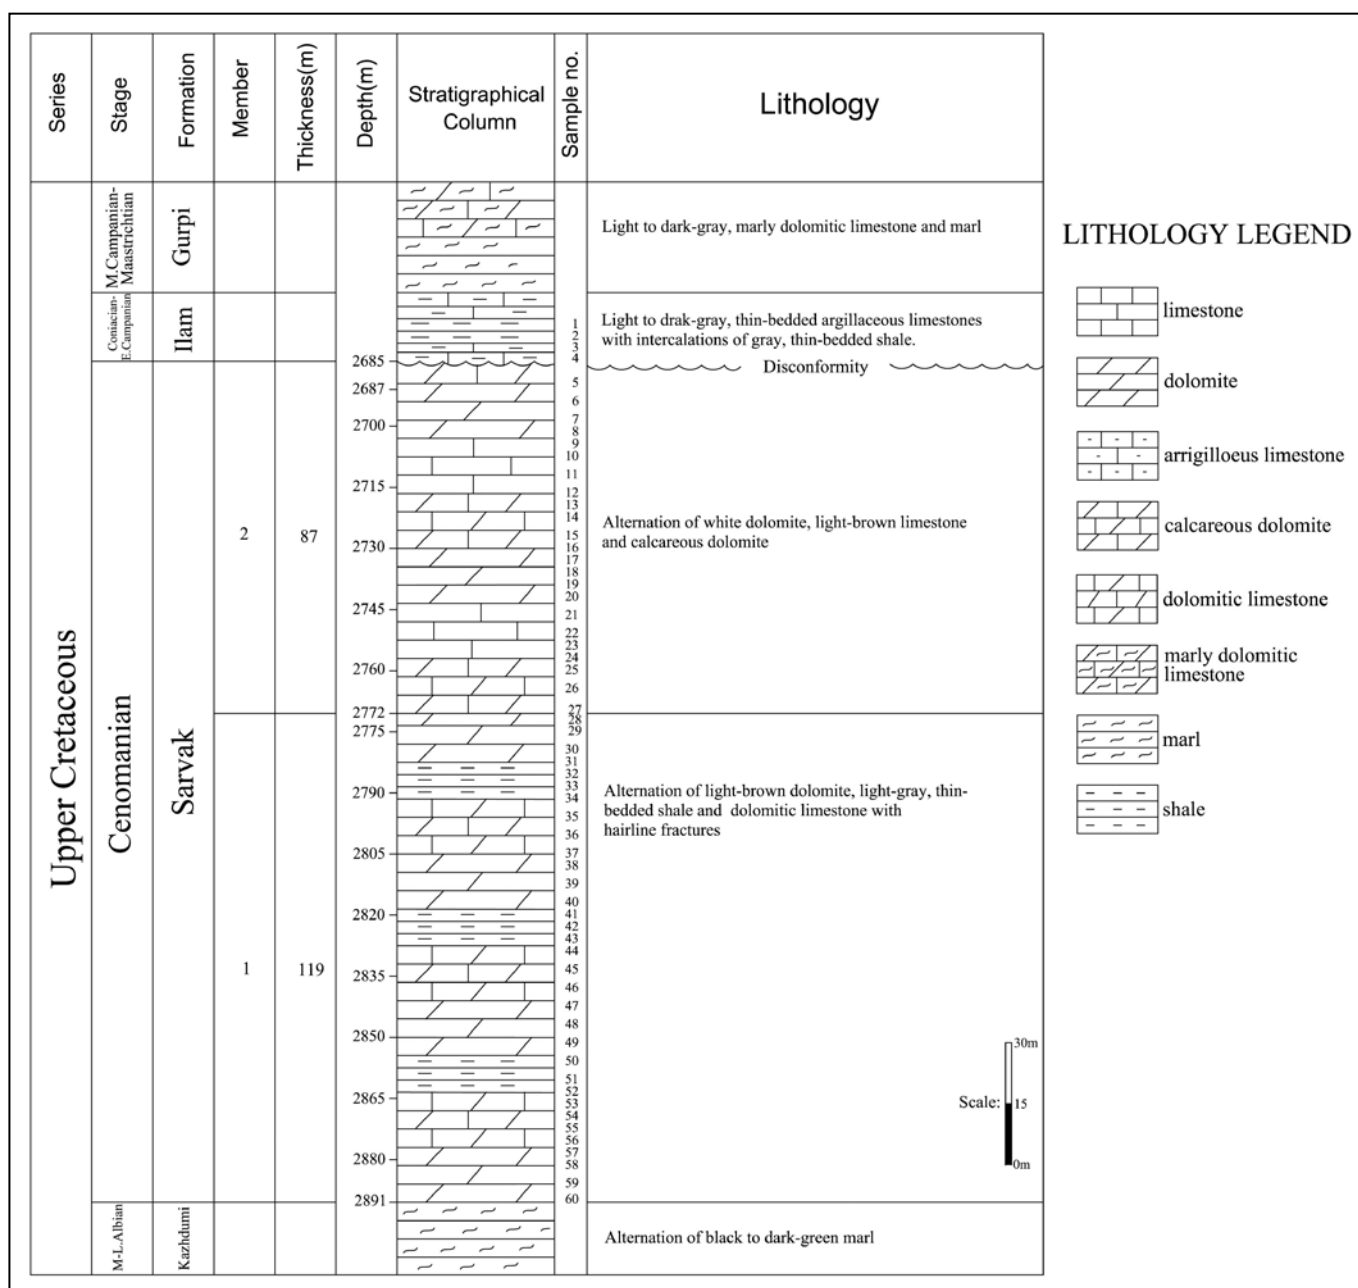 Series
Stage
Formation
Member
Thickness(m)
Depth(m)
Stratigraphical
Column
Sample no.
Lithology
Upper Cretaceous
M.Campanian-
Maastrichtian
Gurpi
Light to dark-gray, marly dolomitic limestone and marl
Coniacian-
E.Campanian
Ilam
1
2
3
4
Light to drak-gray, thin-bedded argillaceous limestones
with intercalations of gray, thin-bedded shale.
Disconformity
Cenomanian
Sarvak
2
87
2685
2687
2700
2715
2730
2745
2760
2772
5
6
7
8
9
10
11
12
13
14
15
16
17
18
19
20
21
22
23
24
25
26
27
Alternation of white dolomite, light-brown limestone
and calcareous dolomite
1
119
2775
2790
2805
2820
2835
2850
2865
2880
2891
28
29
30
31
32
33
34
35
36
37
38
39
40
41
42
43
44
45
46
47
48
49
50
51
52
53
54
55
56
57
58
59
60
Alternation of light-brown dolomite, light-gray, thin-
bedded shale and dolomitic limestone with
hairline fractures
30m
Scale: 15
0m
M-L.Albian
Kazhdumi
Alternation of black to dark-green marl
LITHOLOGY LEGEND
limestone
dolomite
arrigilloeus limestone
calcareous dolomite
dolomitic limestone
marly dolomitic
limestone
marl
shale